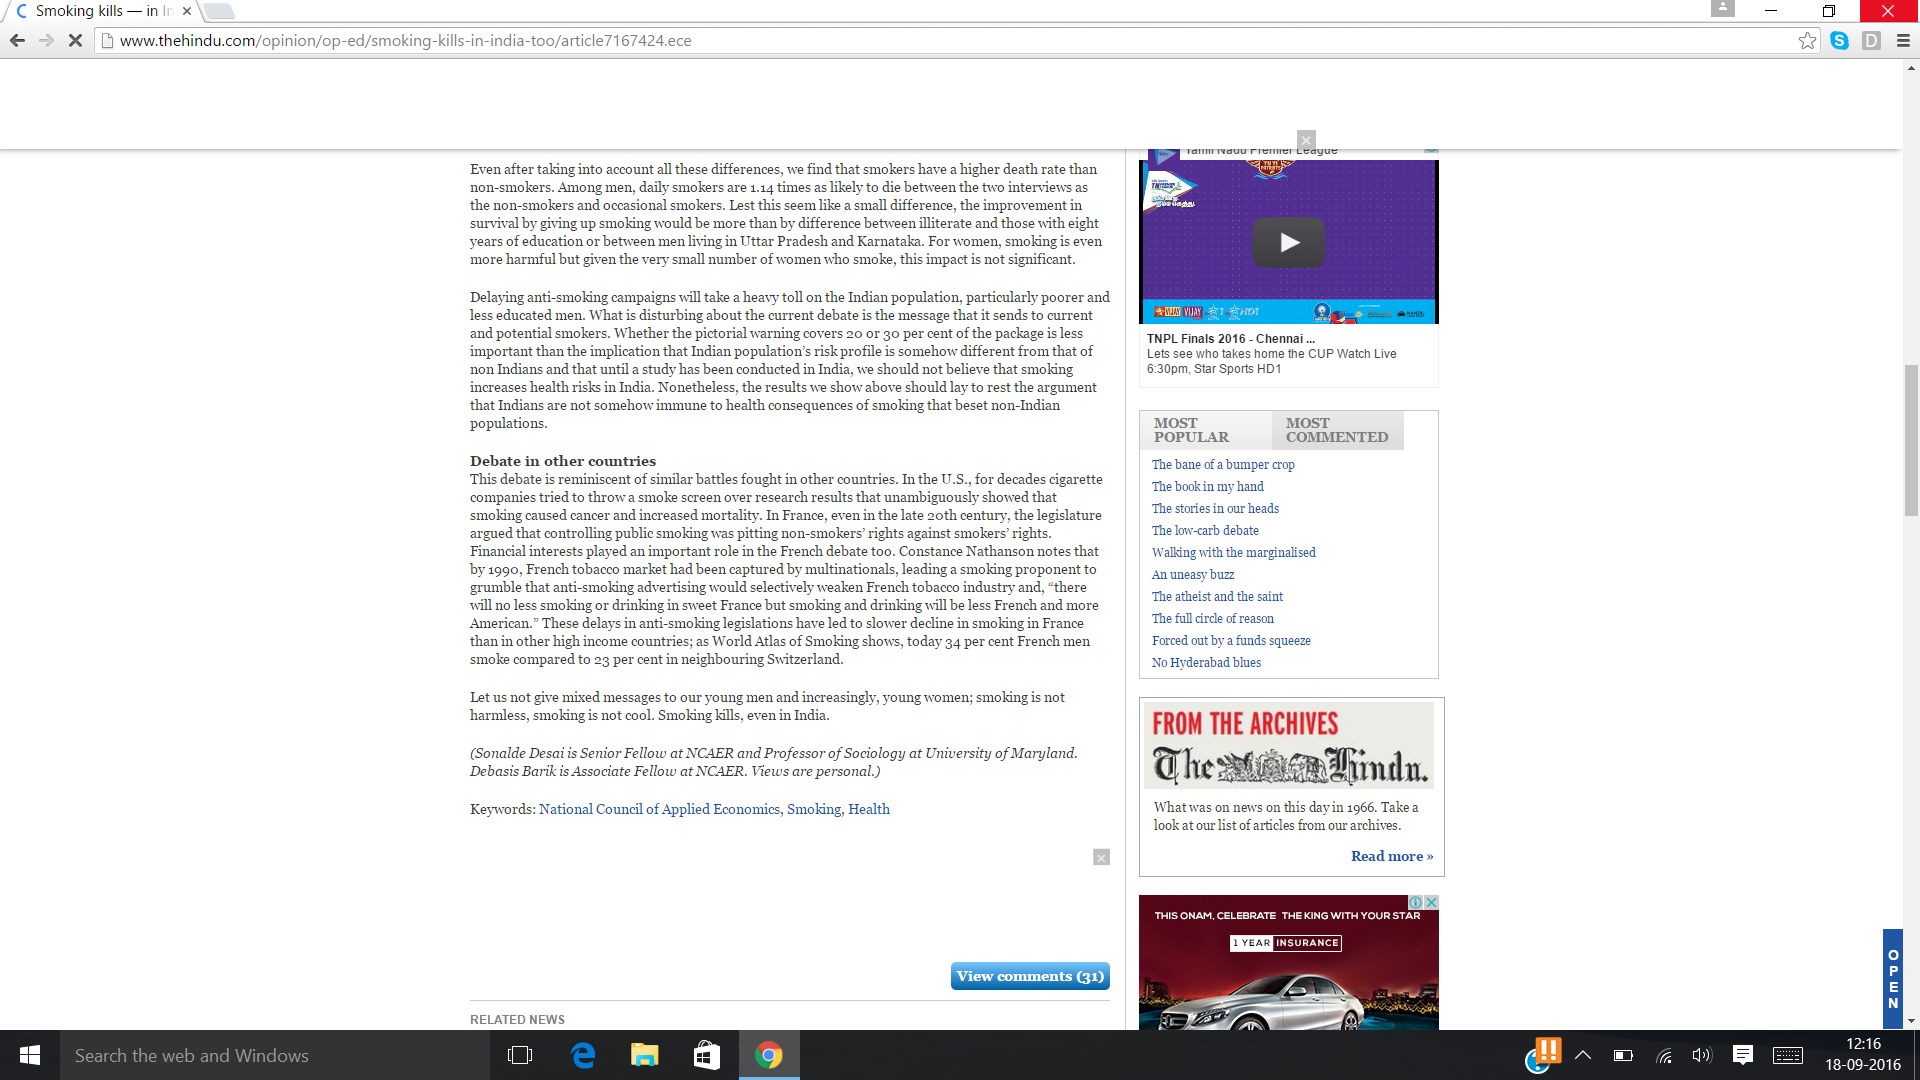 Smoking kills — in In
www.thehindu.com/opinion/op-ed/smoking-kills-in-india-too/article7167424.ece
Even after taking into account all these differences, we find that smokers have a higher death rate than
non-smokers. Among men, daily smokers are 1.14 times as likely to die between the two interviews as
the non-smokers and occasional smokers. Lest this seem like a small difference, the improvement in
survival by giving up smoking would be more than by difference between illiterate and those with eight
years of education or between men living in Uttar Pradesh and Karnataka. For women, smoking is even
more harmful but given the very small number of women who smoke, this impact is not significant.
Delaying anti-smoking campaigns will take a heavy toll on the Indian population, particularly poorer and
less educated men. What is disturbing about the current debate is the message that it sends to current
and potential smokers. Whether the pictorial warning covers 20 or 30 per cent of the package is less
important than the implication that Indian population's risk profile is somehow different from that of
non Indians and that until a study has been conducted in India, we should not believe that smoking
increases health risks in India. Nonetheless, the results we show above should lay to rest the argument
that Indians are not somehow immune to health consequences of smoking that beset non-Indian
populations.
Debate in other countries
This debate is reminiscent of similar battles fought in other countries. In the U.S., for decades cigarette
companies tried to throw a smoke screen over research results that unambiguously showed that
smoking caused cancer and increased mortality. In France, even in the late 20th century, the legislature
argued that controlling public smoking was pitting non-smokers' rights against smokers' rights.
Financial interests played an important role in the French debate too. Constance Nathanson notes that
by 1990, French tobacco market had been captured by multinationals, leading a smoking proponent to
grumble that anti-smoking advertising would selectively weaken French tobacco industry and, “there
will no less smoking or drinking in sweet France but smoking and drinking will be less French and more
American.” These delays in anti-smoking legislations have led to slower decline in smoking in France
than in other high income countries; as World Atlas of Smoking shows, today 34 per cent French men
smoke compared to 23 per cent in neighbouring Switzerland.
Let us not give mixed messages to our young men and increasingly, young women; smoking is not
harmless, smoking is not cool. Smoking kills, even in India.
(Sonalde Desai is Senior Fellow at NCAER and Professor of Sociology at University of Maryland.
Debasis Barik is Associate Fellow at NCAER. Views are personal.)
Keywords: National Council of Applied Economics, Smoking, Health
View comments (31)
RELATED NEWS
Tamil Nadu Premier League
VIJAY VIJAY HD1
TNPL Finals 2016 - Chennai ...
Lets see who takes home the CUP Watch Live
6:30pm, Star Sports HD1
MOST POPULAR
MOST COMMENTED
The bane of a bumper crop
The book in my hand
The stories in our heads
The low-carb debate
Walking with the marginalised
An uneasy buzz
The atheist and the saint
The full circle of reason
Forced out by a funds squeeze
No Hyderabad blues
FROM THE ARCHIVES
The Hindu.
What was on news on this day in 1966. Take a
look at our list of articles from our archives.
Read more »
THIS ONAM, CELEBRATE THE KING WITH YOUR STAR
1 YEAR INSURANCE
OPEN
Search the web and Windows
12:16
18-09-2016